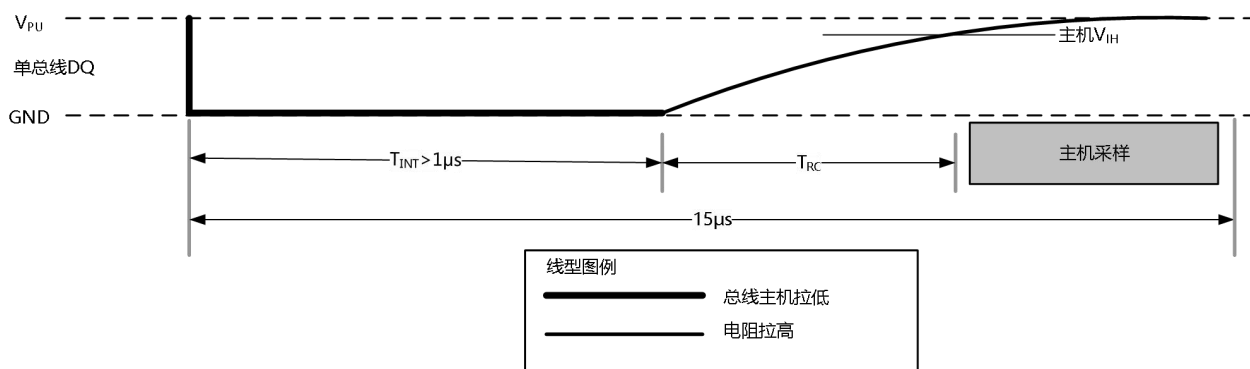 V_PU
单总线DQ
GND
主机V_IH
T_INT>1μs
T_RC
主机采样
15μs
线型图例
总线主机拉低
电阻拉高